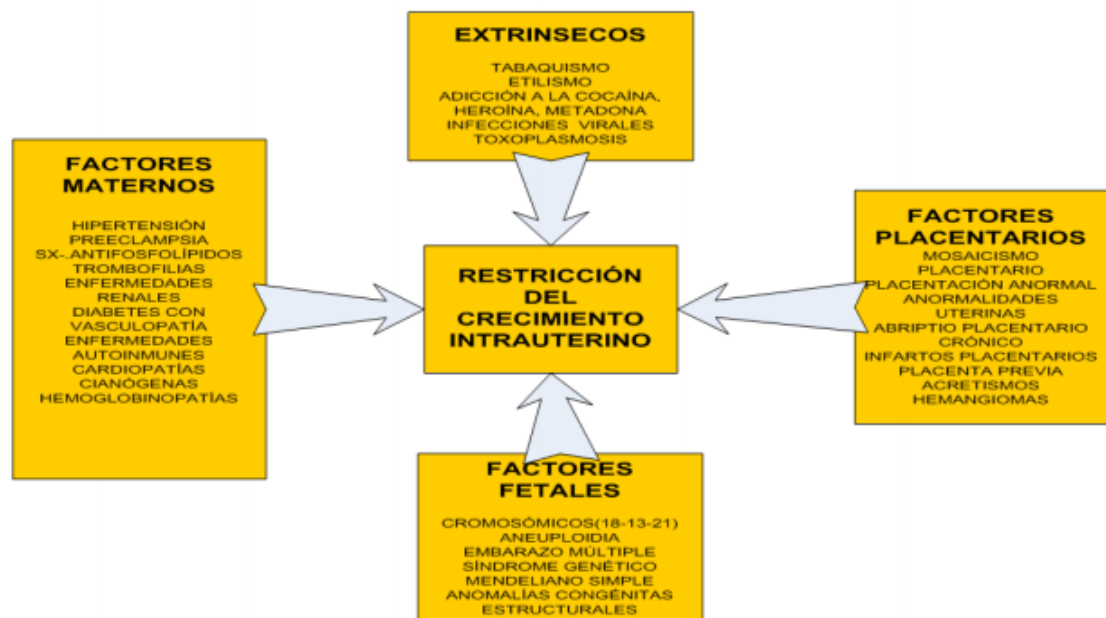 EXTRINSECOS
TABAQUISMO
ETILISMO
ADICCIÓN A LA COCAÍNA,
HEROÍNA, METADONA
INFECCIONES VIRALES
TOXOPLASMOSIS
FACTORES
MATERNOS
HIPERTENSIÓN
PREECLAMPSIA
SX-.ANTIFOSFOLÍPIDOS
TROMBOFILIAS
ENFERMEDADES
RENALES
DIABETES CON
VASCULOPATÍA
ENFERMEDADES
AUTOINMUNES
CARDIOPATÍAS
CIANÓGENAS
HEMOGLOBINOPATÍAS
RESTRICCIÓN
DEL
CRECIMIENTO
INTRAUTERINO
FACTORES
PLACENTARIOS
MOSAICISMO
PLACENTARIO
PLACENTACIÓN ANORMAL
ANORMALIDADES
UTERINAS
ABRIPTIO PLACENTARIO
CRÓNICO
INFARTOS PLACENTARIOS
PLACENTA PREVIA
ACRETISMOS
HEMANGIOMAS
FACTORES
FETALES
CROMOSÓMICOS(18-13-21)
ANEUPLOIDIA
EMBARAZO MÚLTIPLE
SÍNDROME GENÉTICO
MENDELIANO SIMPLE
ANOMALÍAS CONGÉNITAS
ESTRUCTURALES